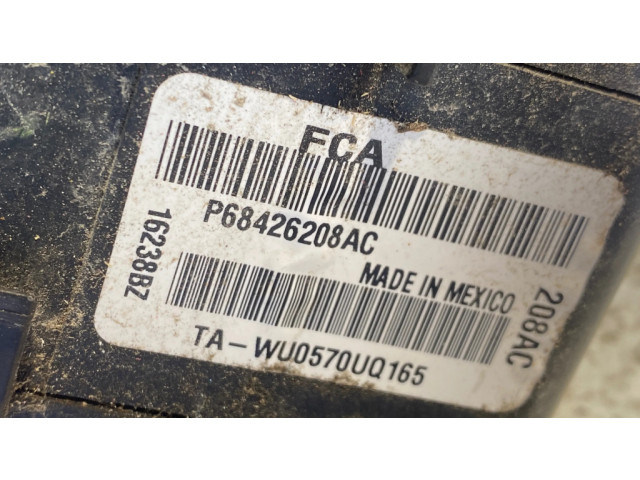 FCA
P68426208AC
MADE IN MEXICO
TA-WU0570UQ165
16238BZ
208AC